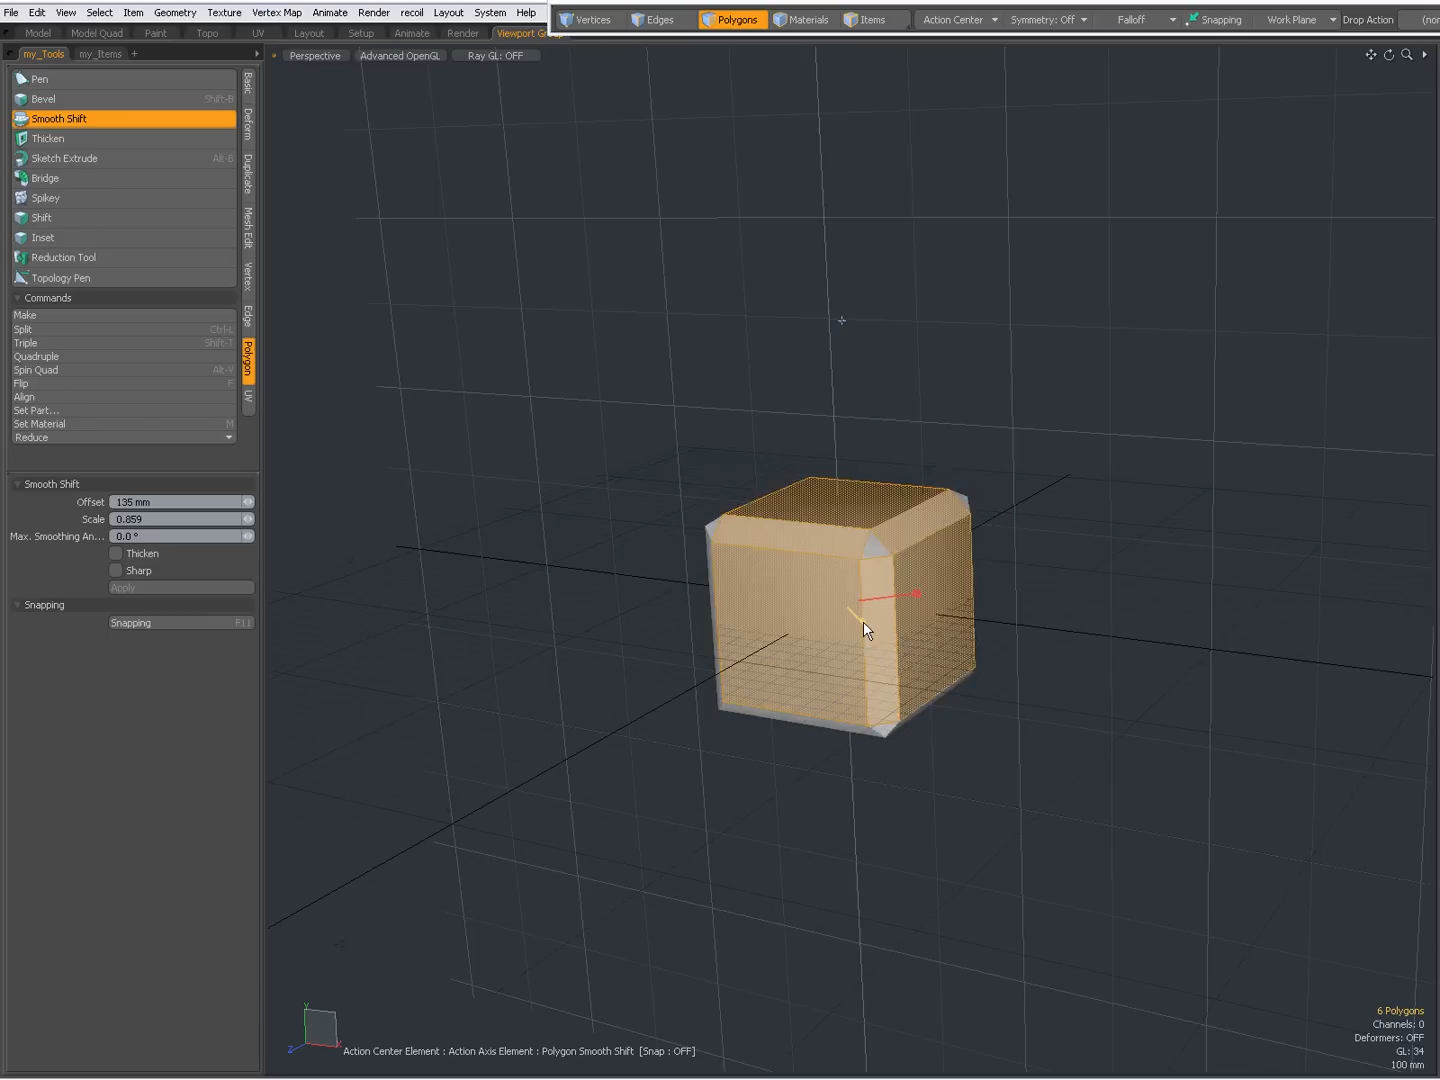 File Edit View Select Item Geometry Texture Vertex Map Animate Render recoil Layout System Help
Vertices Edges Polygons Materials Items Action Center Symmetry: Off Falloff Snapping Work Plane Drop Action (no
Model Model Quad Paint Topo UV Layout Setup Animate Render
my_Tools my_Items +
Perspective Advanced OpenGL Ray GL: OFF
Pen
Bevel Shift-B
Smooth Shift
Thicken
Sketch Extrude Alt-B
Bridge
Spikey
Shift
Inset
Reduction Tool
Topology Pen
Commands
Make
Split Ctrl-L
Triple Shift-T
Quadruple
Spin Quad Alt-V
Flip F
Align
Set Part...
Set Material M
Reduce
Basic
Deform
Duplicate
Mesh Edit
Vertex
Edge
Polygon
UV
Smooth Shift
Offset 135 mm
Scale 0.859
Max. Smoothing An... 0.0 °
Thicken
Sharp
Apply
Snapping
Snapping F11
Y
Z
X
Action Center Element : Action Axis Element : Polygon Smooth Shift [Snap : OFF]
6 Polygons
Channels: 0
Deformers: OFF
GL: 34
100 mm